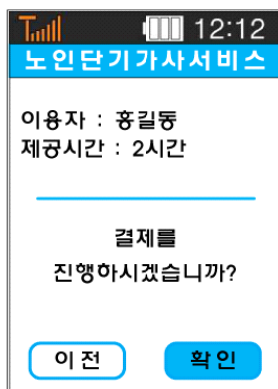 12:12
노인단기가사서비스
이용자 : 홍길동
제공시간 : 2시간
결제를
진행하시겠습니까?
이전
확인